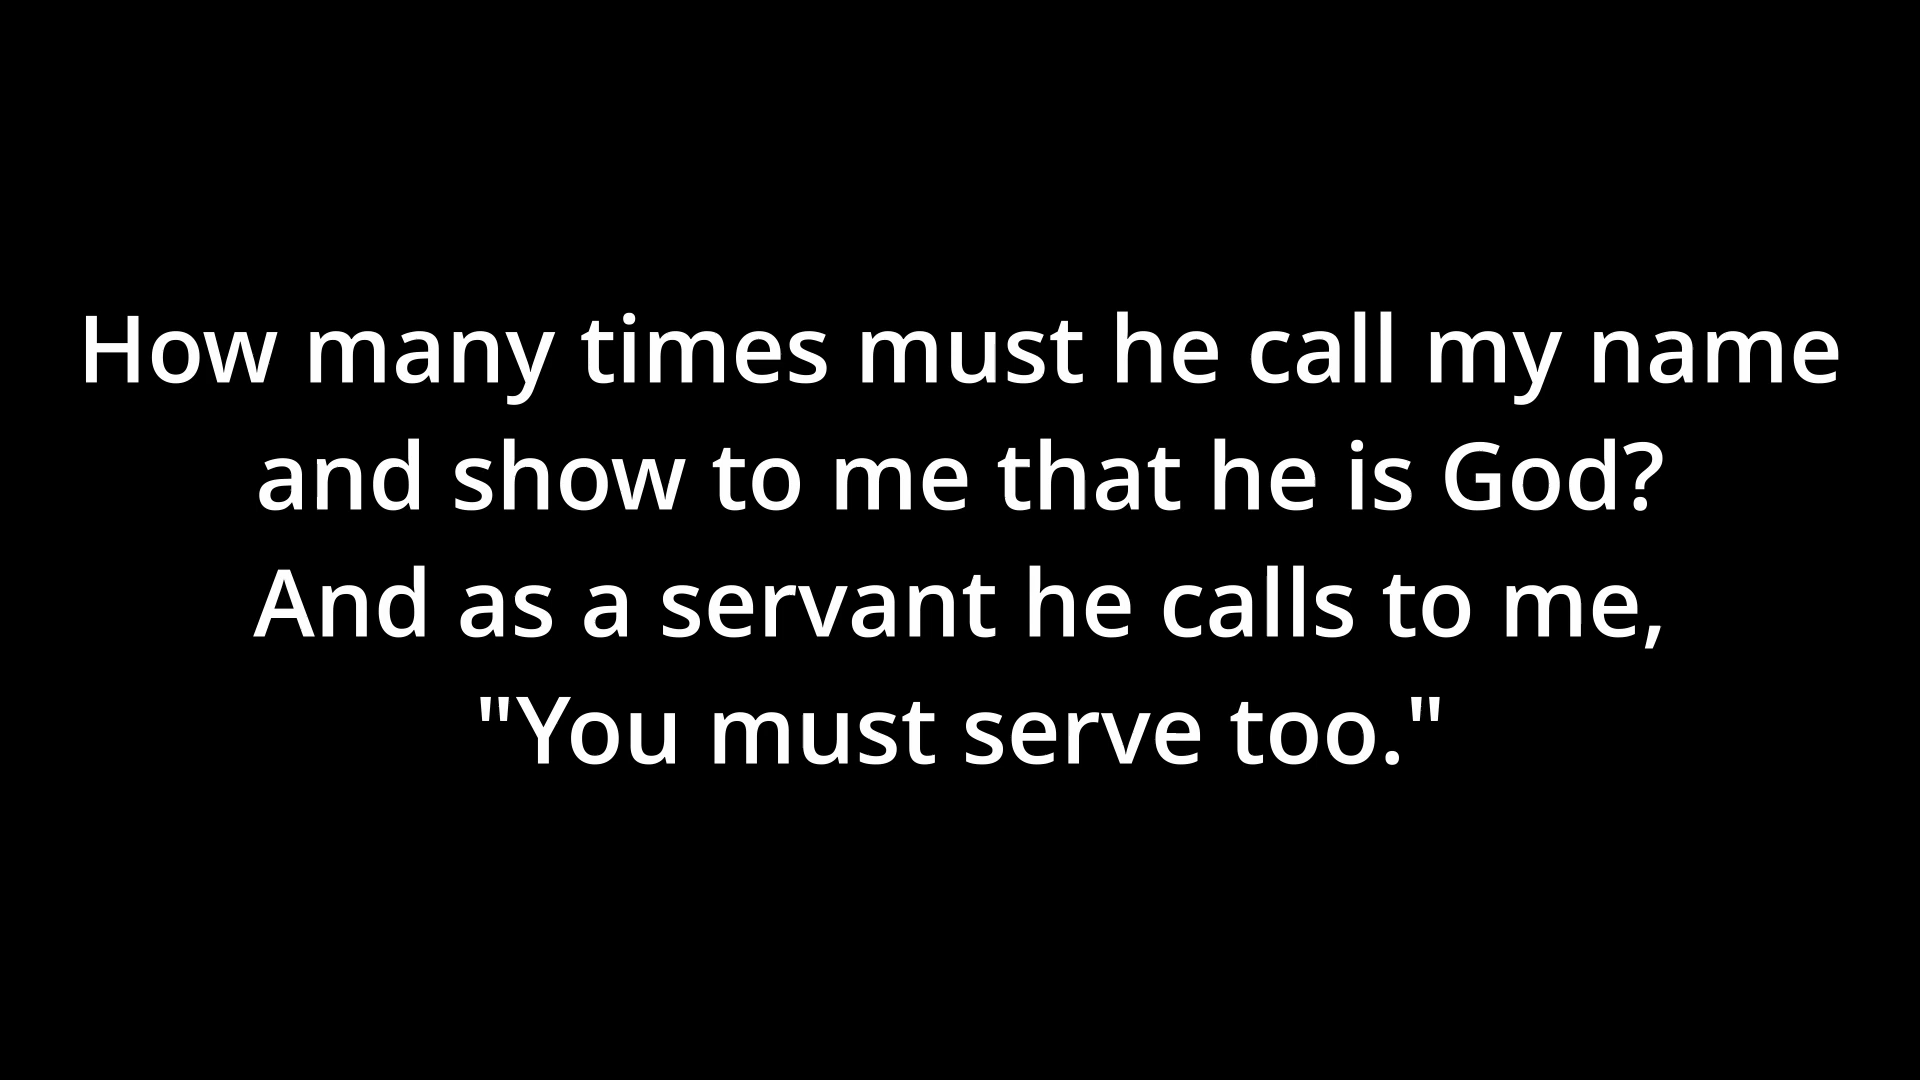 How many times must he call my name
and show to me that he is God?
And as a servant he calls to me,
"You must serve too."